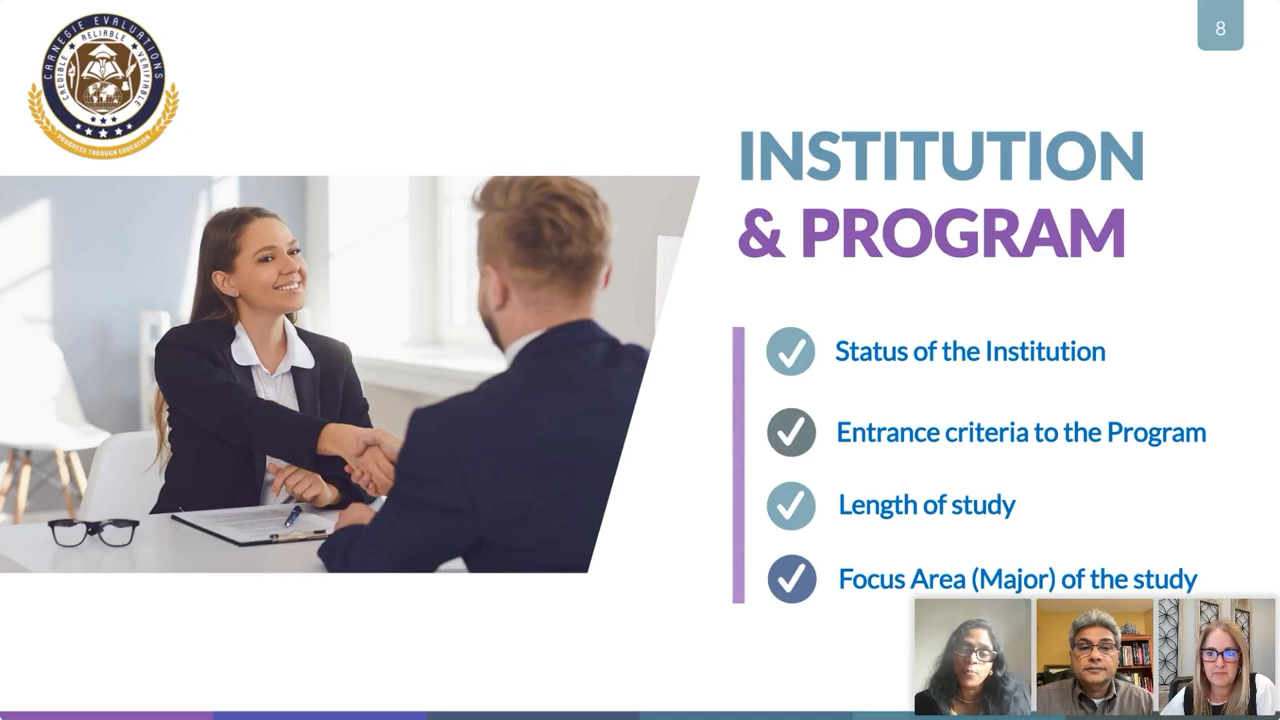 CARNEGIE EVALUATIONS
RELIABLE
CREDIBLE
VERIFIABLE
PROGRESS THROUGH EDUCATION
8
INSTITUTION
& PROGRAM
Status of the Institution
Entrance criteria to the Program
Length of study
Focus Area (Major) of the study